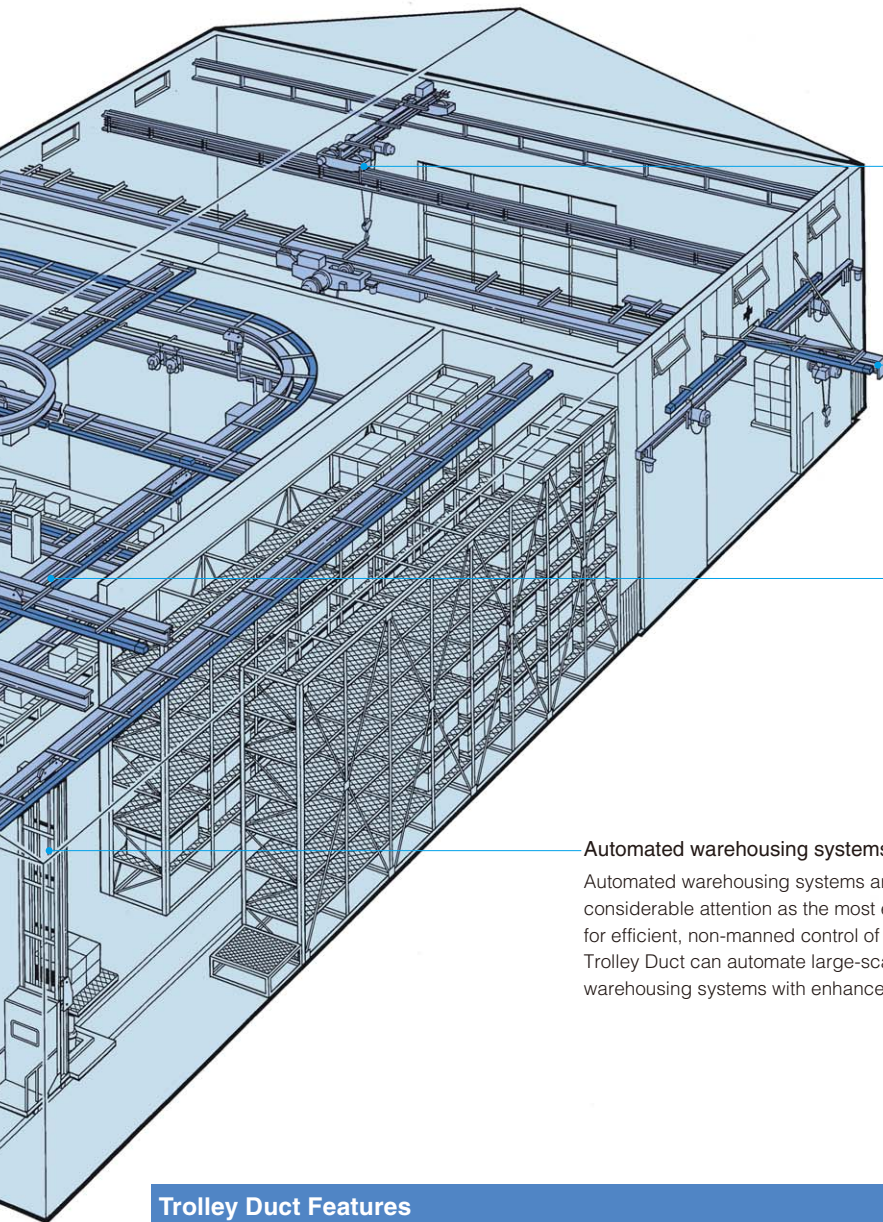 Automated warehousing systems
Automated warehousing systems ar
considerable attention as the most e
for efficient, non-manned control of
Trolley Duct can automate large-sca
warehousing systems with enhance
Trolley Duct Features